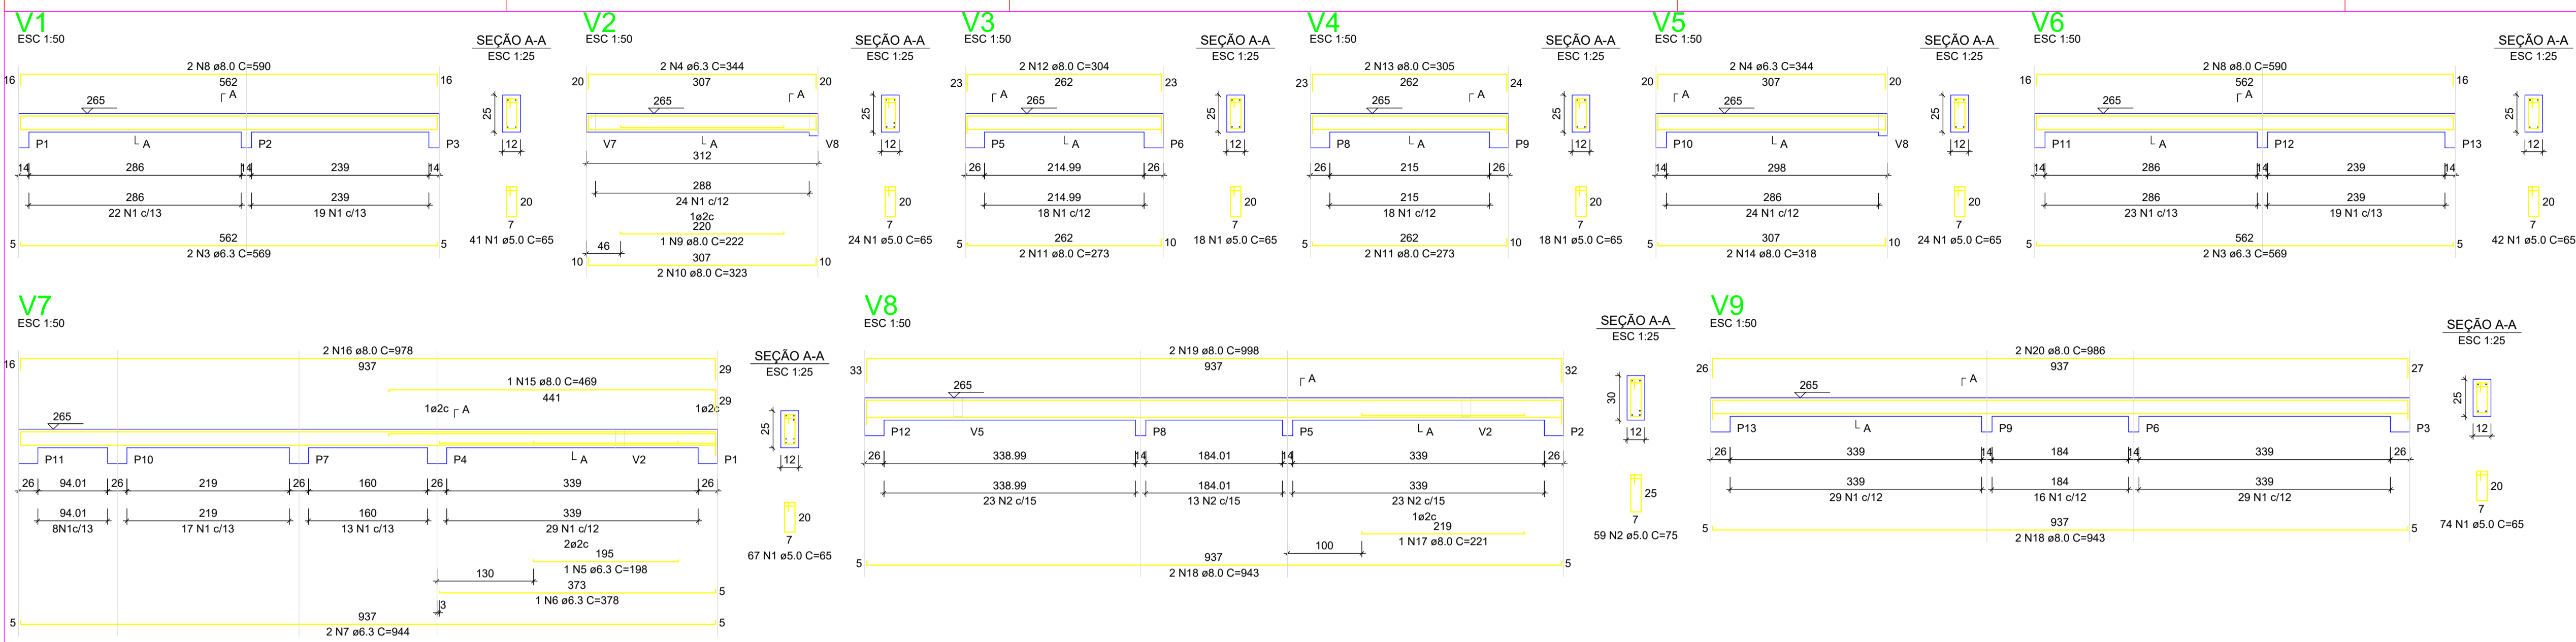 V1
ESC 1:50
SEÇÃO A-A
ESC 1:25
2 N8 ø8.0 C=590
16
562
16
A
265
25
P1
A
P2
P3
12
14
286
14
239
14
286
239
20
22 N1 c/13
19 N1 c/13
7
41 N1 ø5.0 C=65
5
562
5
2 N3 ø6.3 C=569
V2
ESC 1:50
SEÇÃO A-A
ESC 1:25
2 N4 ø6.3 C=344
20
307
20
A
265
25
V7
A
V8
12
312
288
24 N1 c/12
20
7
24 N1 ø5.0 C=65
1ø2c
220
46
1 N9 ø8.0 C=222
10
307
10
2 N10 ø8.0 C=323
V3
ESC 1:50
SEÇÃO A-A
ESC 1:25
2 N12 ø8.0 C=304
23
262
23
A
265
25
P5
A
P6
12
26
214.99
26
214.99
20
18 N1 c/12
7
18 N1 ø5.0 C=65
5
262
10
2 N11 ø8.0 C=273
V4
ESC 1:50
SEÇÃO A-A
ESC 1:25
2 N13 ø8.0 C=305
23
262
24
265
A
25
P8
A
P9
12
26
215
26
215
20
18 N1 c/12
7
18 N1 ø5.0 C=65
5
262
10
2 N11 ø8.0 C=273
V5
ESC 1:50
SEÇÃO A-A
ESC 1:25
2 N4 ø6.3 C=344
20
307
20
A
265
25
P10
A
V8
12
14
298
286
20
24 N1 c/12
7
24 N1 ø5.0 C=65
5
307
10
2 N14 ø8.0 C=318
V6
ESC 1:50
SEÇÃO A-A
ESC 1:25
2 N8 ø8.0 C=590
16
562
16
265
A
25
P11
A
P12
P13
12
14
286
14
239
14
286
239
20
23 N1 c/13
19 N1 c/13
7
42 N1 ø5.0 C=65
5
562
5
2 N3 ø6.3 C=569
V7
ESC 1:50
SEÇÃO A-A
ESC 1:25
2 N16 ø8.0 C=978
16
937
29
1 N15 ø8.0 C=469
441
29
1ø2c
A
1ø2c
265
25
P11
P10
P7
P4
A
V2
P1
12
26
94.01
26
219
26
160
26
339
26
94.01
219
160
339
20
8N1c/13
17 N1 c/13
13 N1 c/13
29 N1 c/12
7
67 N1 ø5.0 C=65
2ø2c
195
130
1 N5 ø6.3 C=198
373
5
1 N6 ø6.3 C=378
3
5
937
5
2 N7 ø6.3 C=944
V8
ESC 1:50
SEÇÃO A-A
ESC 1:25
2 N19 ø8.0 C=998
33
937
32
265
A
30
P12
V5
P8
P5
A
V2
P2
12
26
338.99
14
184.01
14
339
26
338.99
184.01
339
25
23 N2 c/15
13 N2 c/15
23 N2 c/15
7
59 N2 ø5.0 C=75
1ø2c
219
100
1 N17 ø8.0 C=221
5
937
5
2 N18 ø8.0 C=943
V9
ESC 1:50
SEÇÃO A-A
ESC 1:25
2 N20 ø8.0 C=986
26
937
27
265
A
25
P13
A
P9
P6
P3
12
26
339
14
184
14
339
26
339
184
339
20
29 N1 c/12
16 N1 c/12
29 N1 c/12
7
74 N1 ø5.0 C=65
5
937
5
2 N18 ø8.0 C=943